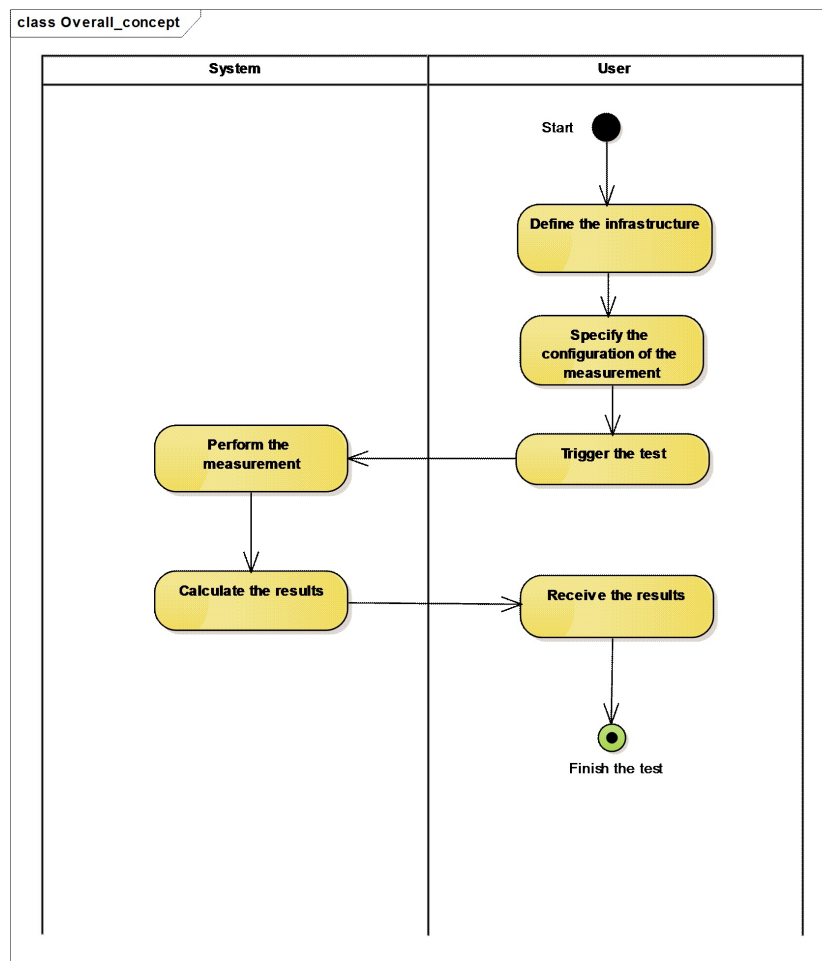 class Overall_concept
System
User
Start
Define the infrastructure
Specify the
configuration of the
measurement
Perform the
measurement
Trigger the test
Calculate the results
Receive the results
Finish the test